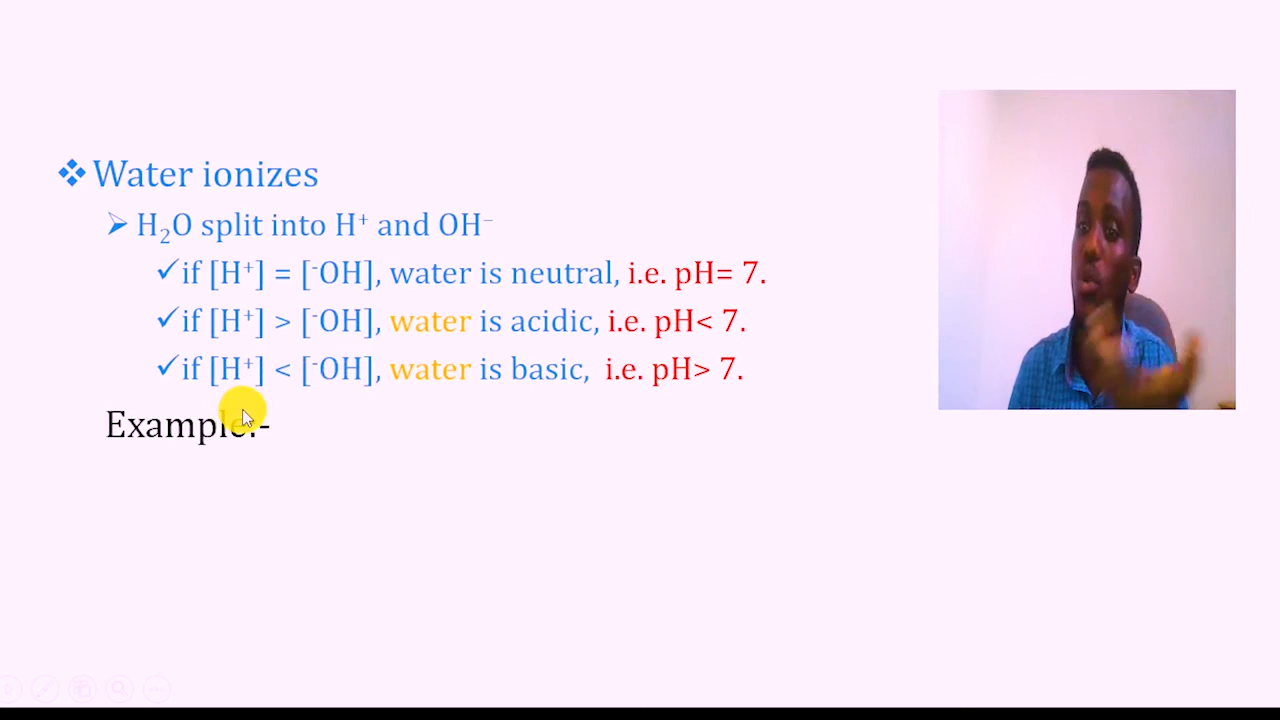 ❖ Water ionizes
➢ H₂O split into H⁺ and OH⁻
✓ if [H⁺] = [⁻OH], water is neutral, i.e. pH= 7.
✓ if [H⁺] > [⁻OH], water is acidic, i.e. pH< 7.
✓ if [H⁺] < [⁻OH], water is basic, i.e. pH> 7.
Example:-